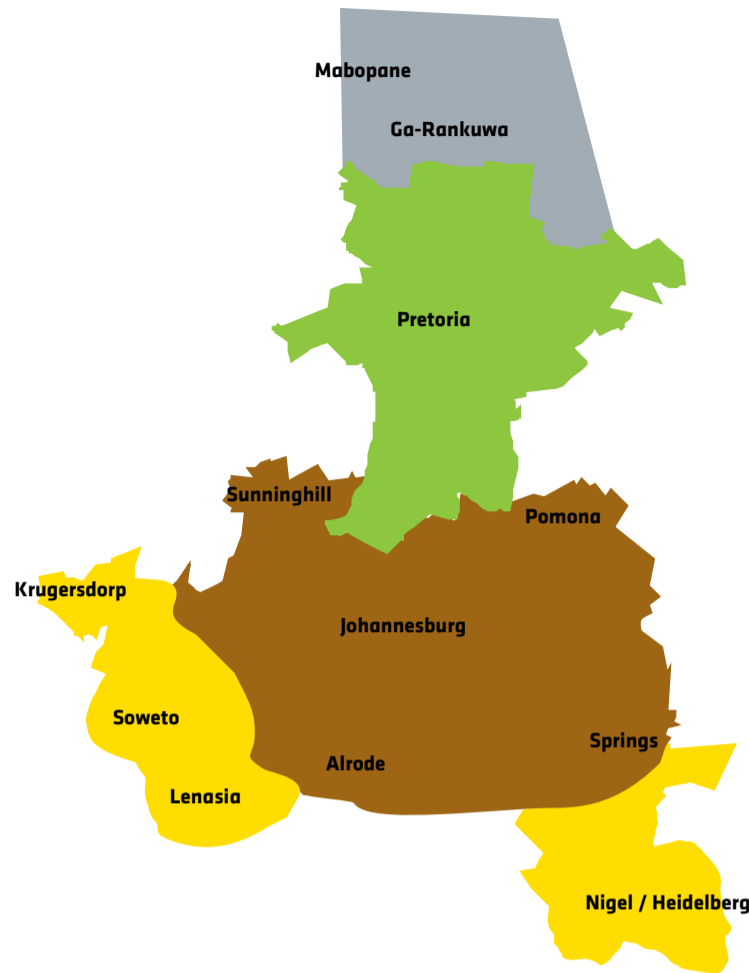 Mabopane
Ga-Rankuwa
Pretoria
Sunninghill
Pomona
Krugersdorp
Johannesburg
Soweto
Springs
Alrode
Lenasia
Nigel / Heidelberg